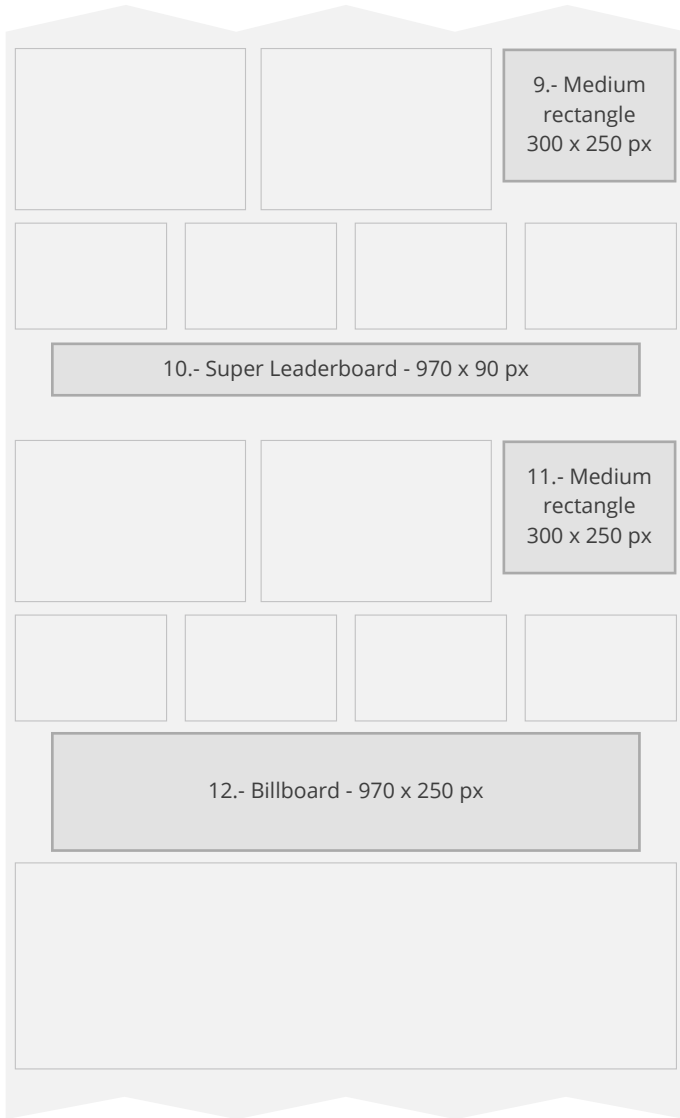 9.- Medium
rectangle
300 x 250 px
10.- Super Leaderboard - 970 x 90 px
11.- Medium
rectangle
300 x 250 px
12.- Billboard - 970 x 250 px